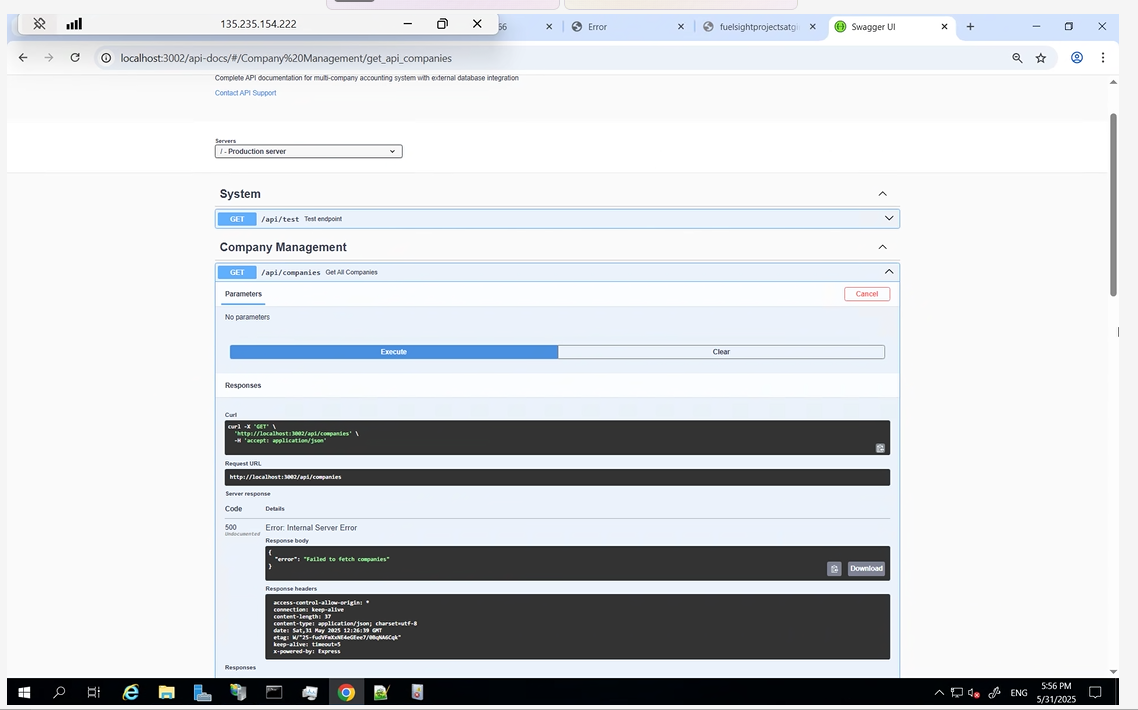 135.235.154.222
56
Error
fuelsightprojectsatg
Swagger UI
localhost:3002/api-docs/#/Company%20Management/get_api_companies
Complete API documentation for multi-company accounting system with external database integration
Contact API Support
Servers
/ - Production server
System
GET /api/test Test endpoint
Company Management
GET /api/companies Get All Companies
Parameters
Cancel
No parameters
Execute
Clear
Responses
Curl
curl -X 'GET' \
'http://localhost:3002/api/companies' \
-H 'accept: application/json'
Request URL
http://localhost:3002/api/companies
Server response
Code Details
500 Error: Internal Server Error
Undocumented
Response body
{
"error": "Failed to fetch companies"
}
Download
Response headers
access-control-allow-origin: *
connection: keep-alive
content-length: 37
content-type: application/json; charset=utf-8
date: Sat,31 May 2025 12:26:39 GMT
keep-alive: timeout=5
x-powered-by: Express
Responses
ENG
5:56 PM
5/31/2025